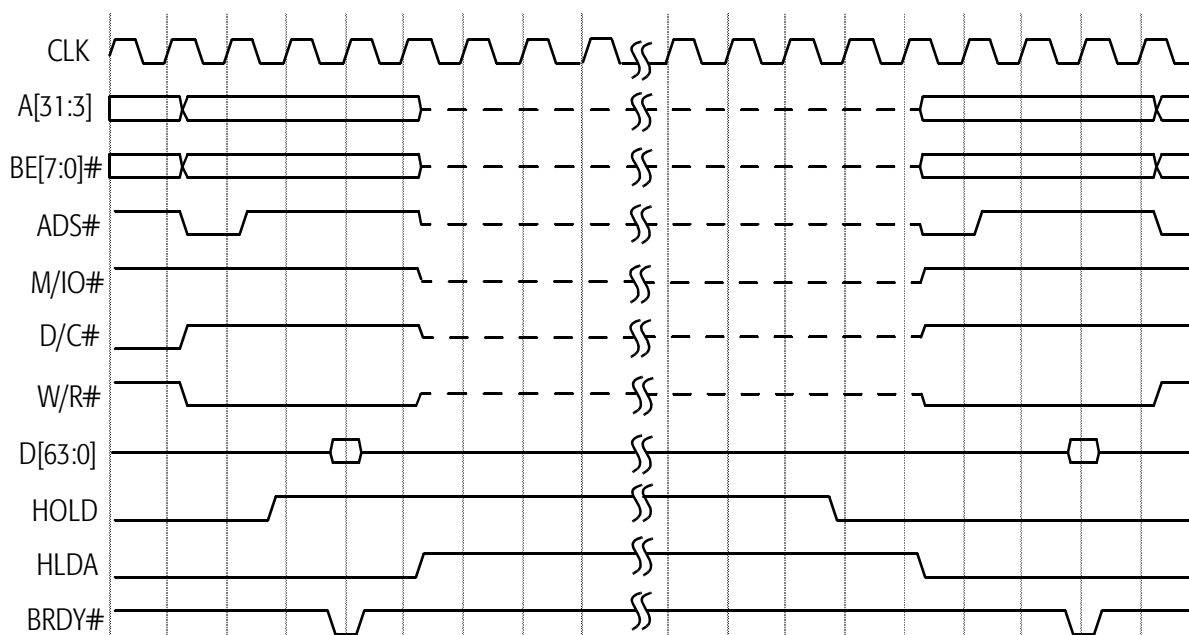 CLK
A[31:3]
BE[7:0]#
ADS#
M/IO#
D/C#
W/R#
D[63:0]
HOLD
HLDA
BRDY#